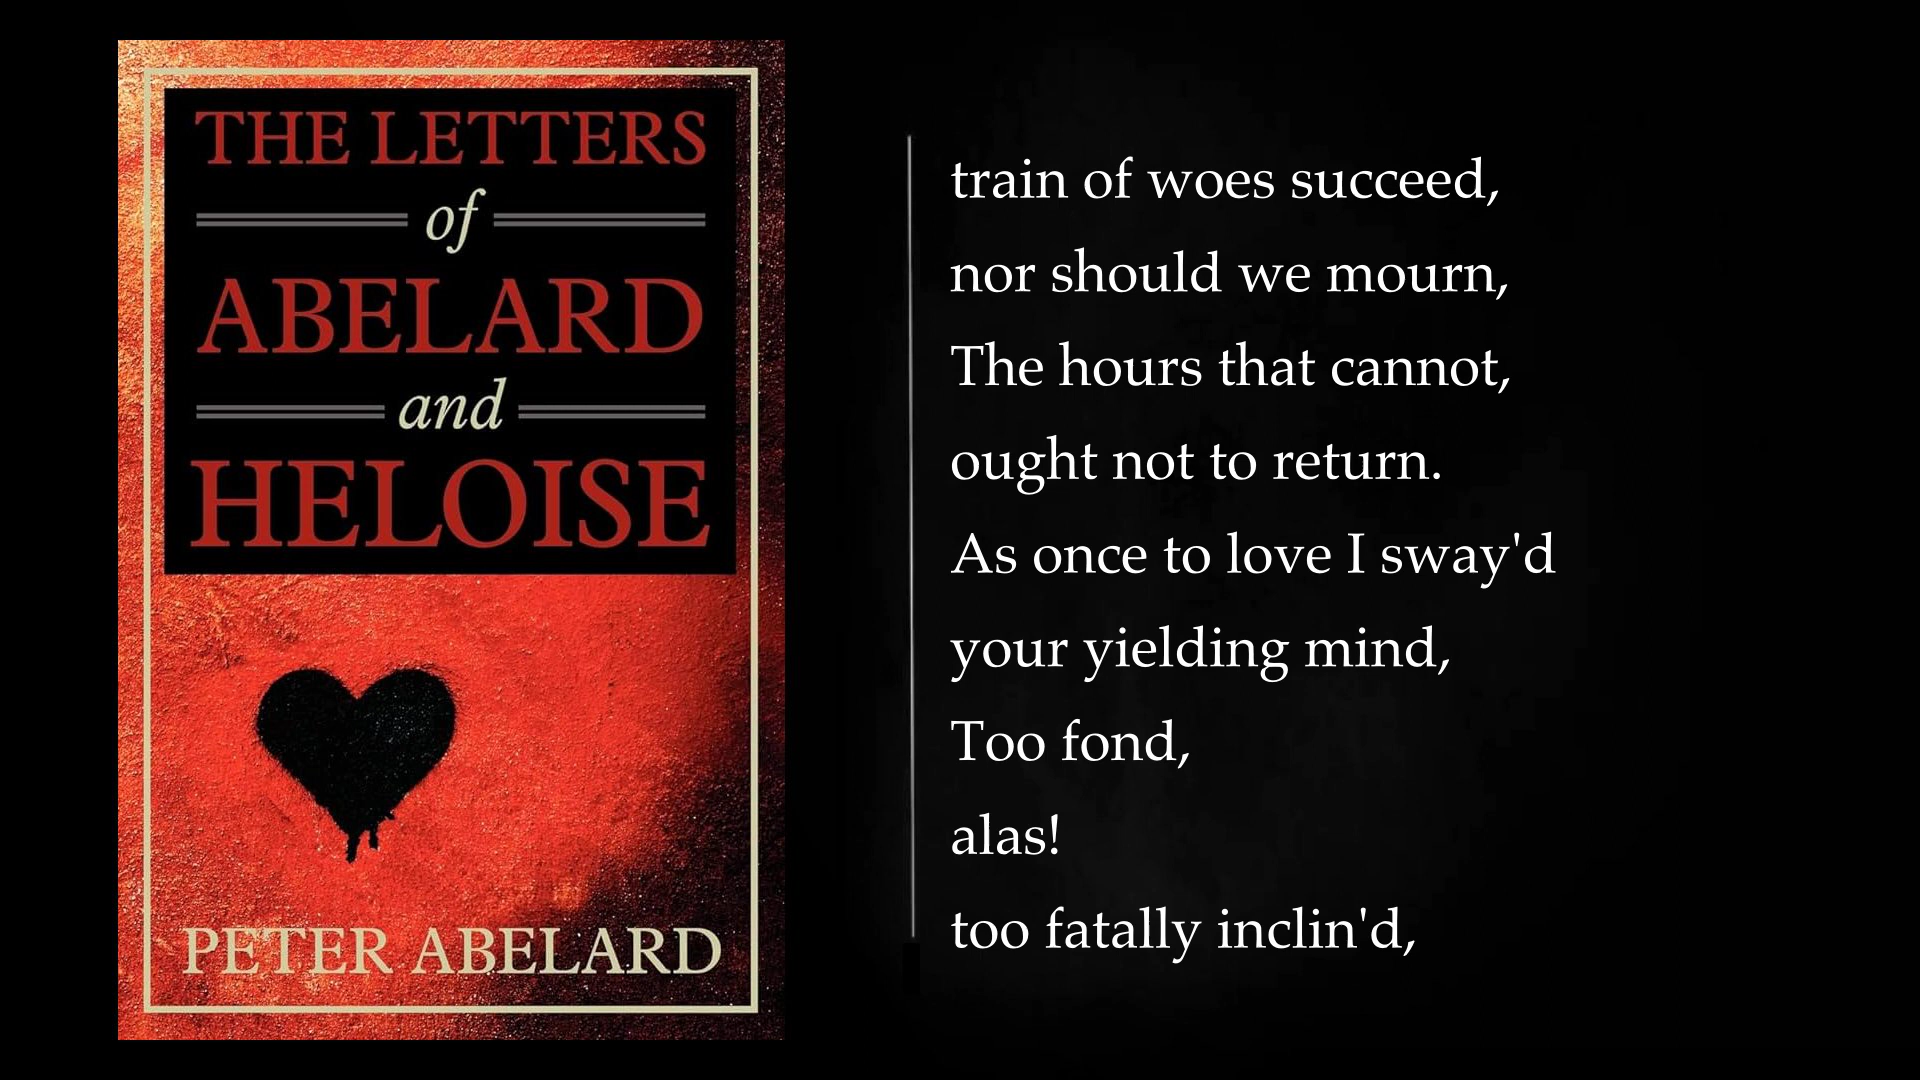 THE LETTERS
of
ABELARD
and
HELOISE
PETER ABELARD
train of woes succeed,
nor should we mourn,
The hours that cannot,
ought not to return.
As once to love I sway'd
your yielding mind,
Too fond,
alas!
too fatally inclin'd,